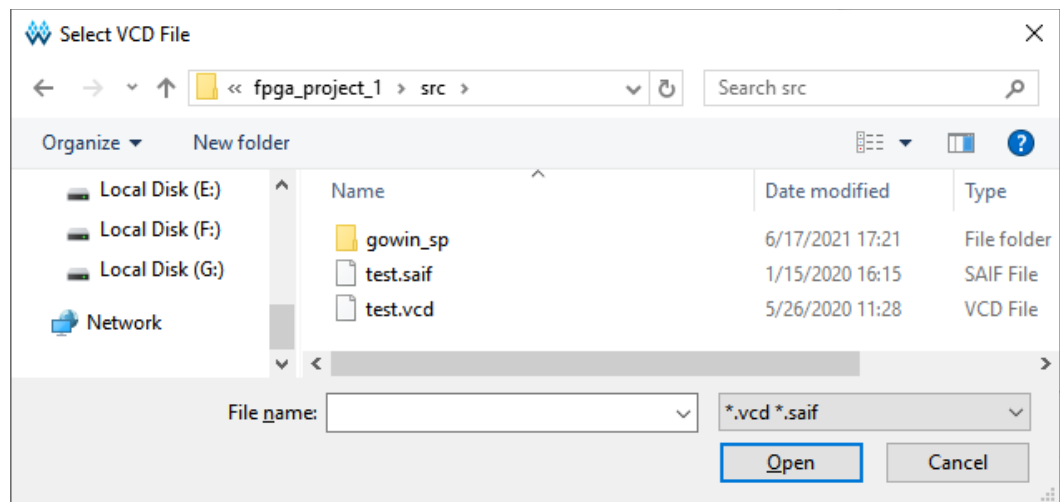 Select VCD File
« fpga_project_1 > src >
Search src
Organize
New folder
Local Disk (E:)
Local Disk (F:)
Local Disk (G:)
Network
Name Date modified Type
gowin_sp 6/17/2021 17:21 File folder
test.saif 1/15/2020 16:15 SAIF File
test.vcd 5/26/2020 11:28 VCD File
File name:
*.vcd *.saif
Open Cancel